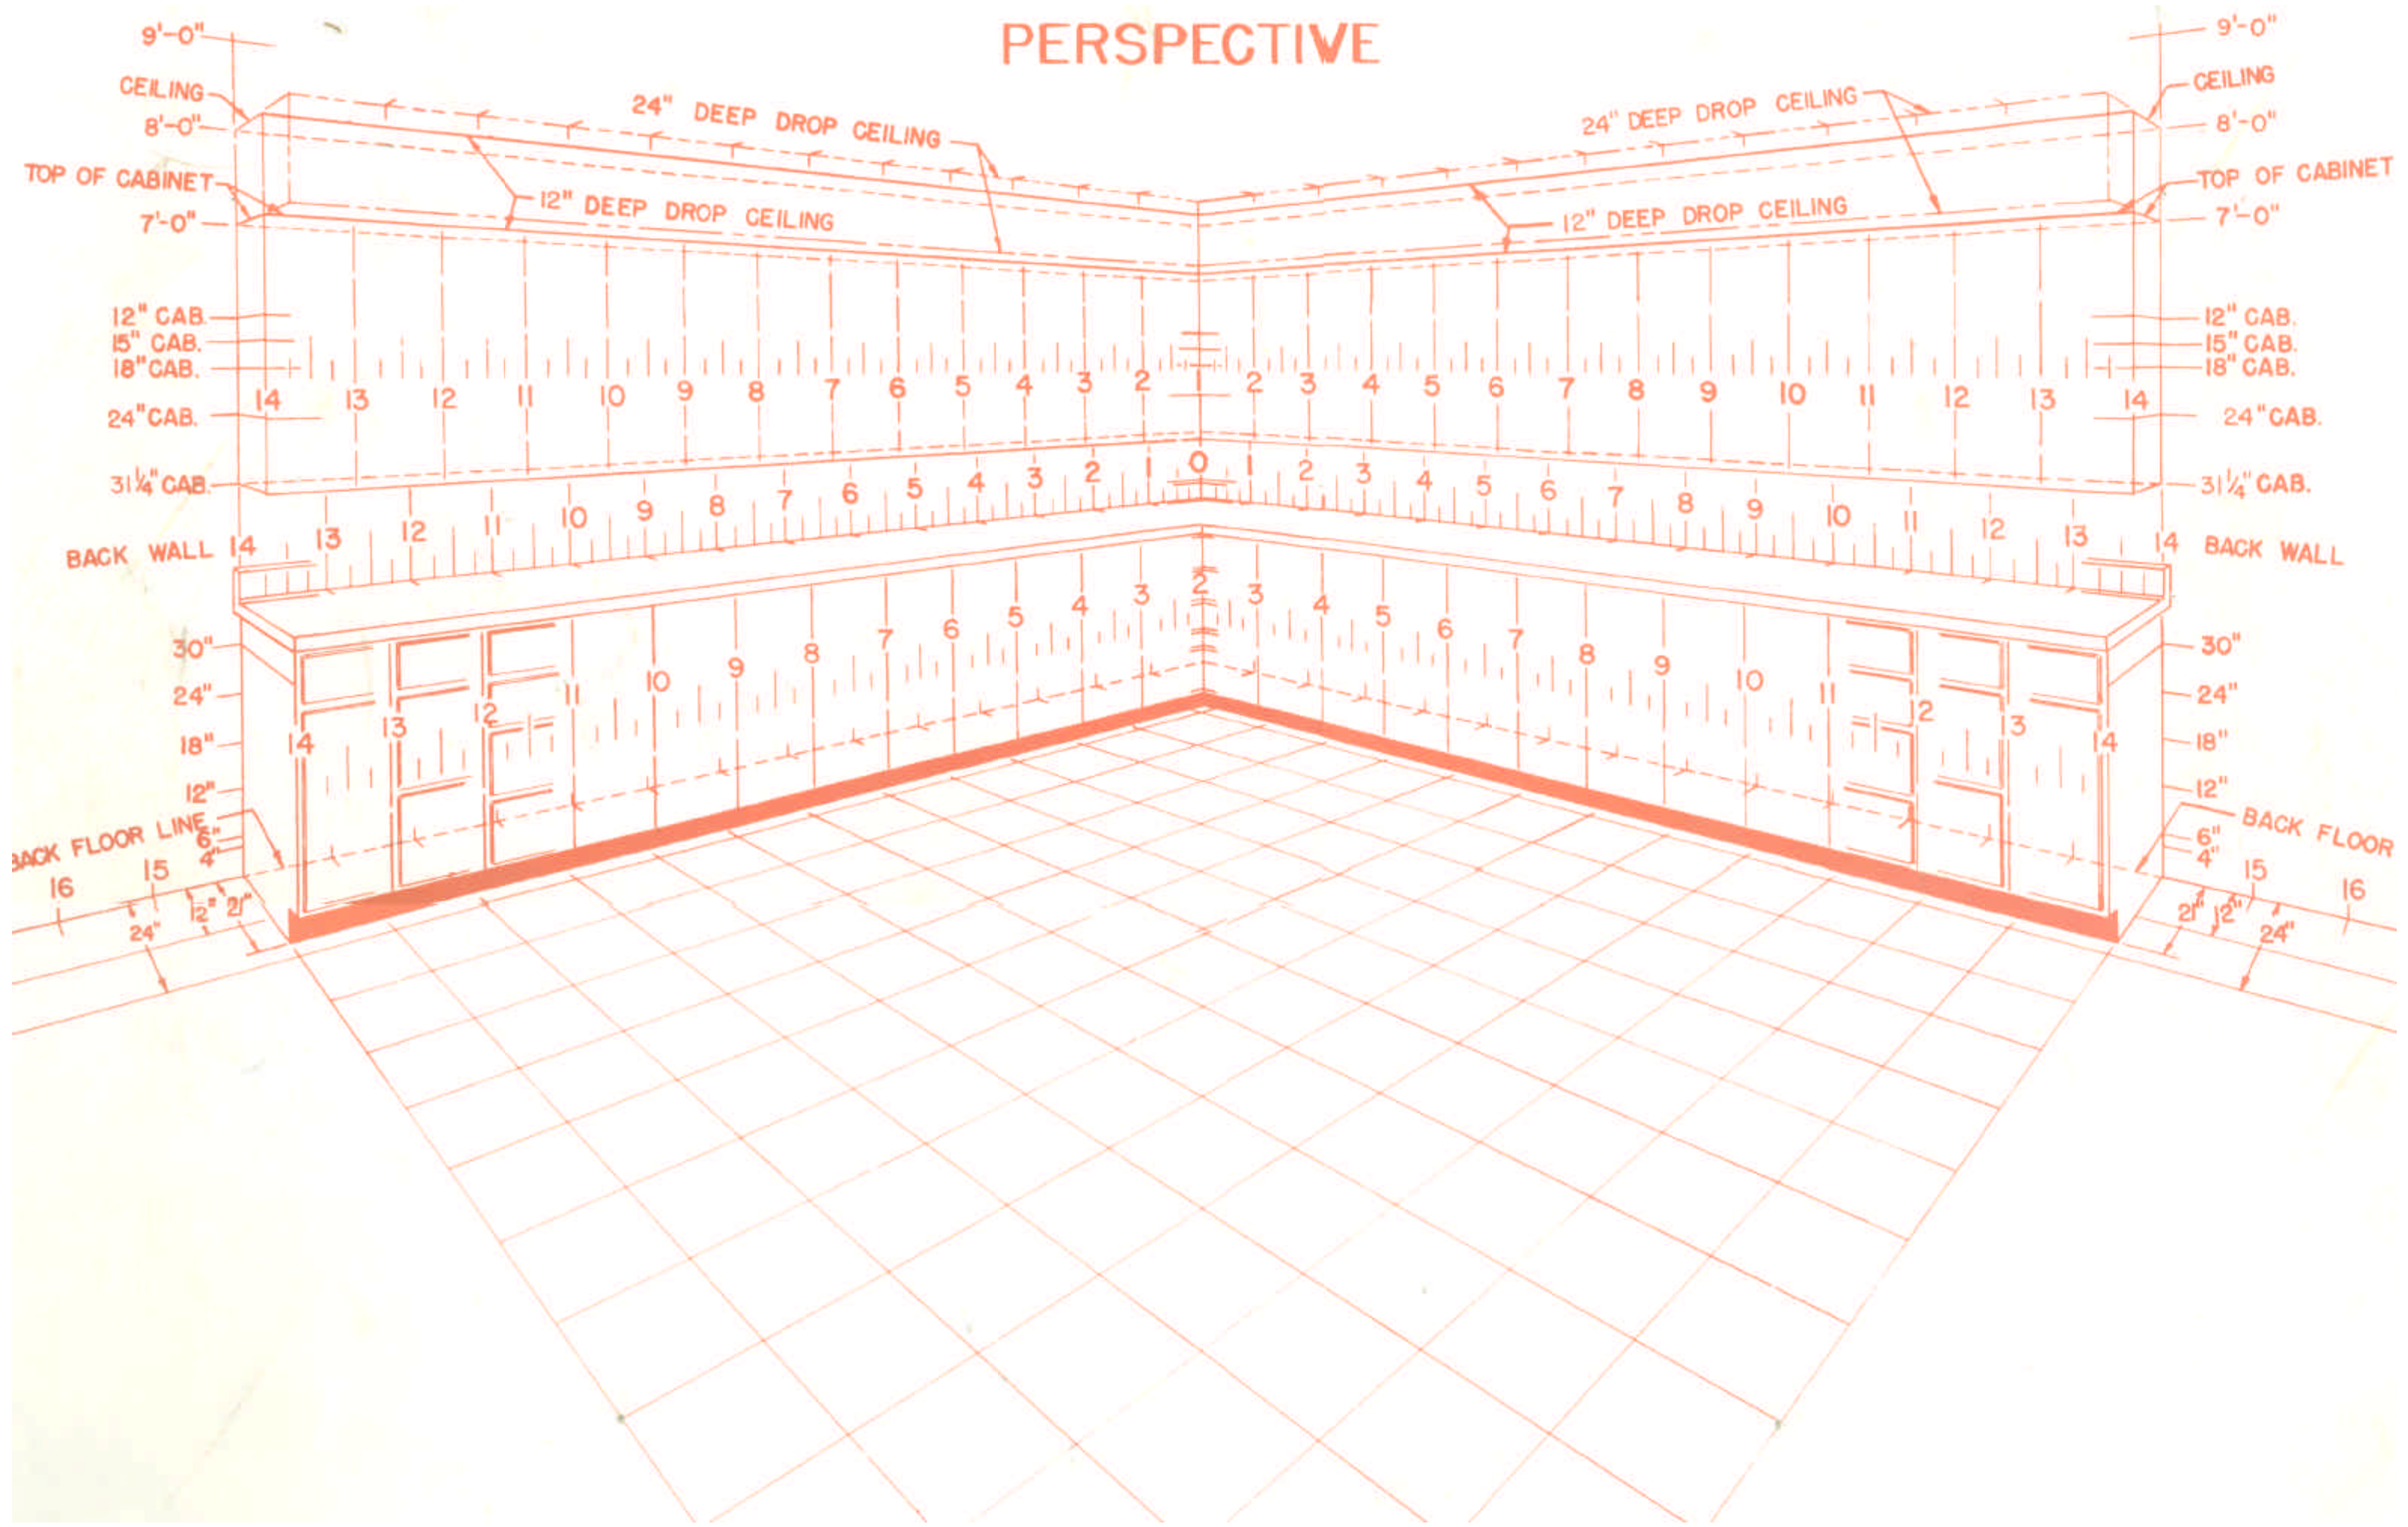 PERSPECTIVE
9'-0"
9'-0"
CEILING
CEILING
8'-0"
8'-0"
24" DEEP DROP CEILING
24" DEEP DROP CEILING
TOP OF CABINET
TOP OF CABINET
7'-0"
7'-0"
12" DEEP DROP CEILING
12" DEEP DROP CEILING
12" CAB.
12" CAB.
15" CAB.
15" CAB.
18" CAB.
18" CAB.
14 13 12 11 10 9 8 7 6 5 4 3 2 1 2 3 4 5 6 7 8 9 10 11 12 13 14
24" CAB.
24" CAB.
31¼" CAB.
31¼" CAB.
BACK WALL 14 13 12 11 10 9 8 7 6 5 4 3 2 1 0 1 2 3 4 5 6 7 8 9 10 11 12 13 14 BACK WALL
14 13 12 11 10 9 8 7 6 5 4 3 2 3 4 5 6 7 8 9 10 11 12 13 14
30"
30"
24"
24"
18"
18"
12"
12"
BACK FLOOR LINE
BACK FLOOR
6"
6"
4"
4"
16 15
15 16
24" 12" 21"
21" 12" 24"